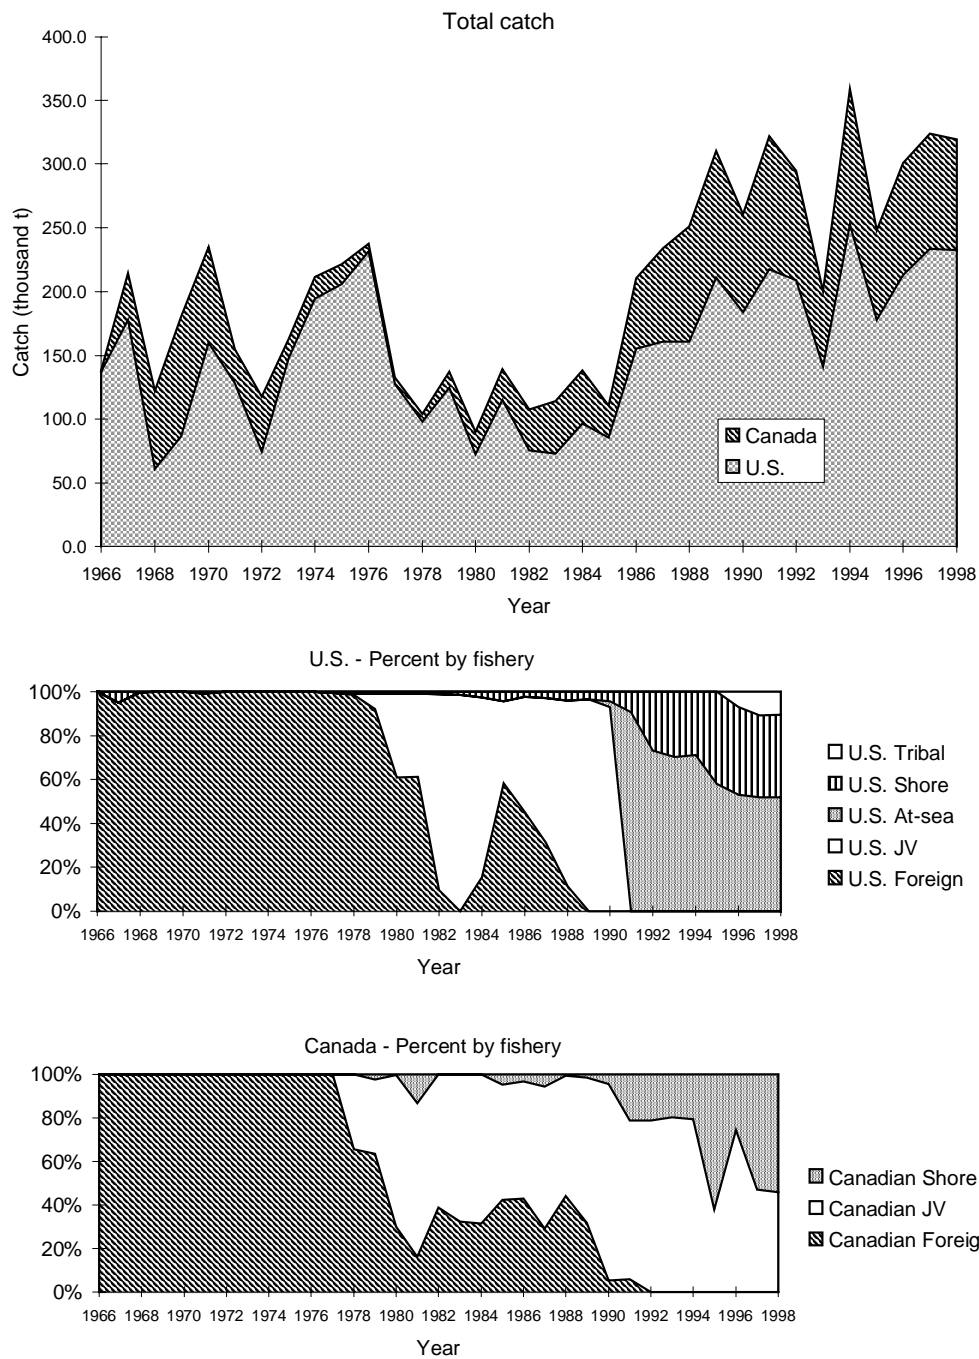 Total catch
400.0
350.0
300.0
250.0
200.0
150.0
100.0
50.0
0.0
Catch (thousand t)
Canada
U.S.
1966 1968 1970 1972 1974 1976 1978 1980 1982 1984 1986 1988 1990 1992 1994 1996 1998
Year
U.S. - Percent by fishery
100%
80%
60%
40%
20%
0%
U.S. Tribal
U.S. Shore
U.S. At-sea
U.S. JV
U.S. Foreign
1966 1968 1970 1972 1974 1976 1978 1980 1982 1984 1986 1988 1990 1992 1994 1996 1998
Year
Canada - Percent by fishery
100%
80%
60%
40%
20%
0%
Canadian Shore
Canadian JV
Canadian Foreig
1966 1968 1970 1972 1974 1976 1978 1980 1982 1984 1986 1988 1990 1992 1994 1996 1998
Year